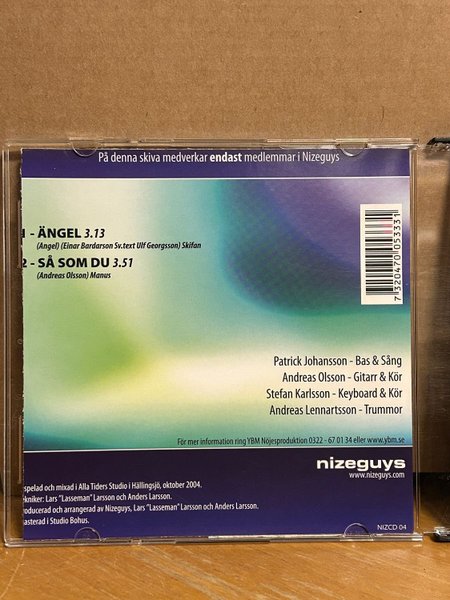 På denna skiva medverkar endast medlemmar i Nizeguys
1 - ÄNGEL 3.13
(Angel) (Einar Bardarson Sv.text Ulf Georgsson) Skifan
2 - SÅ SOM DU 3.51
(Andreas Olsson) Manus
7 320470 053331
Patrick Johansson - Bas & Sång
Andreas Olsson - Gitarr & Kör
Stefan Karlsson - Keyboard & Kör
Andreas Lennartsson - Trummor
För mer information ring YBM Nöjesproduktion 0322 - 67 01 34 eller www.ybm.se
nizeguys
www.nizeguys.com
spelad och mixad i Alla Tiders Studio i Hällingsjö, oktober 2004.
ekniker: Lars "Lasseman" Larsson och Anders Larsson.
roducerad och arrangerad av Nizeguys, Lars "Lasseman" Larsson och Anders Larsson.
asterad i Studio Bohus.
NIZCD 04